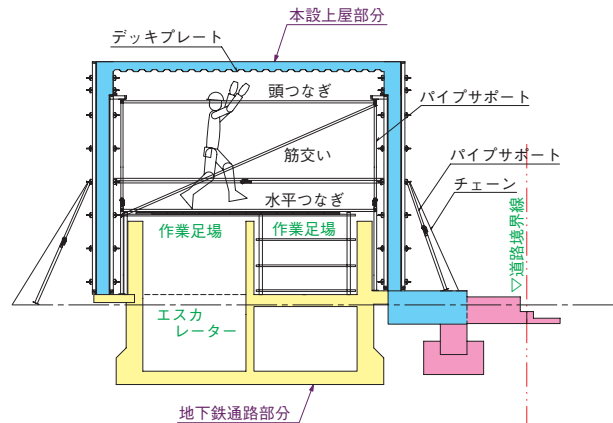 本設上屋部分
デッキプレート
頭つなぎ
パイプサポート
筋交い
パイプサポート
チェーン
水平つなぎ
作業足場
作業足場
▽道路境界線
エスカ
レーター
地下鉄通路部分